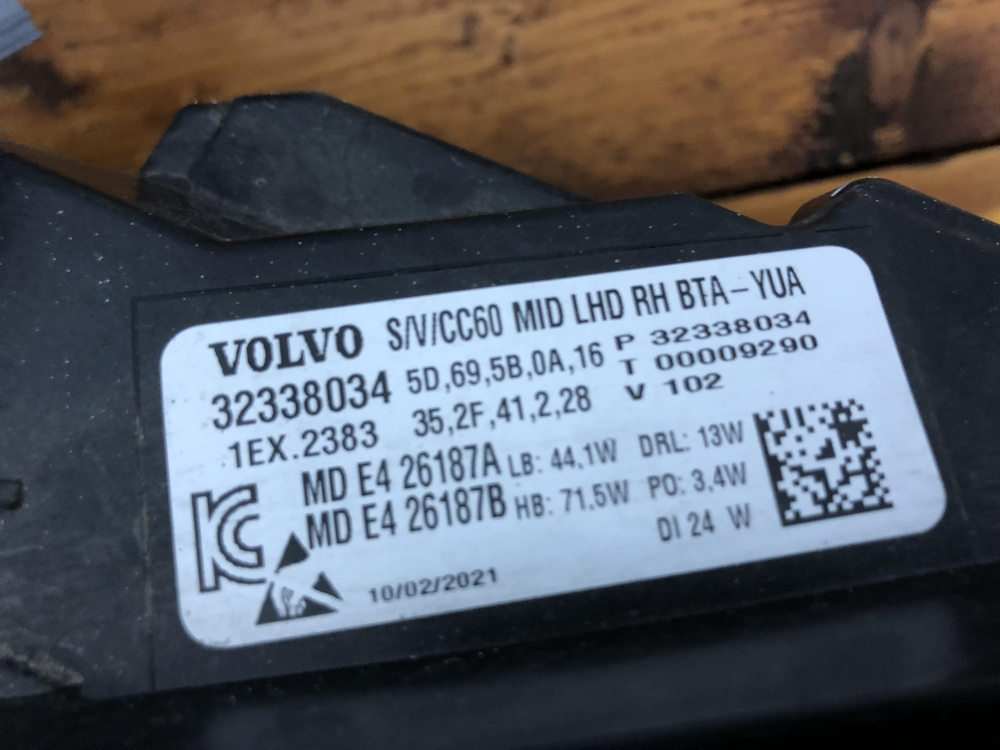 VOLVO S/V/CC60 MID LHD RH BTA-YUA
32338034 5D,69,5B,0A,16 P 32338034
1EX.2383 35,2F,41,2,28 T 00009290
V 102
MD E4 26187A LB: 44,1W DRL: 13W
MD E4 26187B HB: 71,5W PO: 3,4W
DI 24 W
KC
10/02/2021